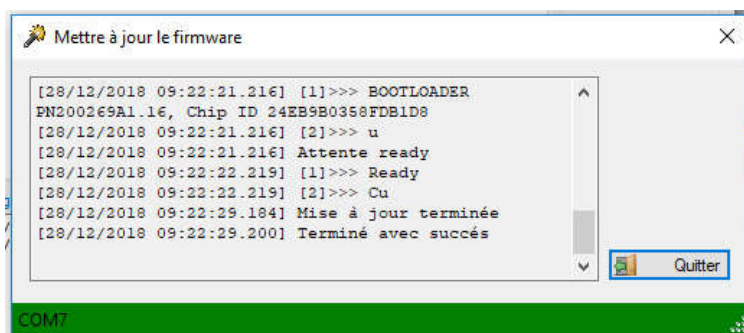 Mettre à jour le firmware
[28/12/2018 09:22:21.216] [1]>>> BOOTLOADER
PN200269A1.16, Chip ID 24EB9B0358FDB1D8
[28/12/2018 09:22:21.216] [2]>>> u
[28/12/2018 09:22:21.216] Attente ready
[28/12/2018 09:22:22.219] [1]>>> Ready
[28/12/2018 09:22:22.219] [2]>>> Cu
[28/12/2018 09:22:29.184] Mise à jour terminée
[28/12/2018 09:22:29.200] Terminé avec succés
Quitter
COM7